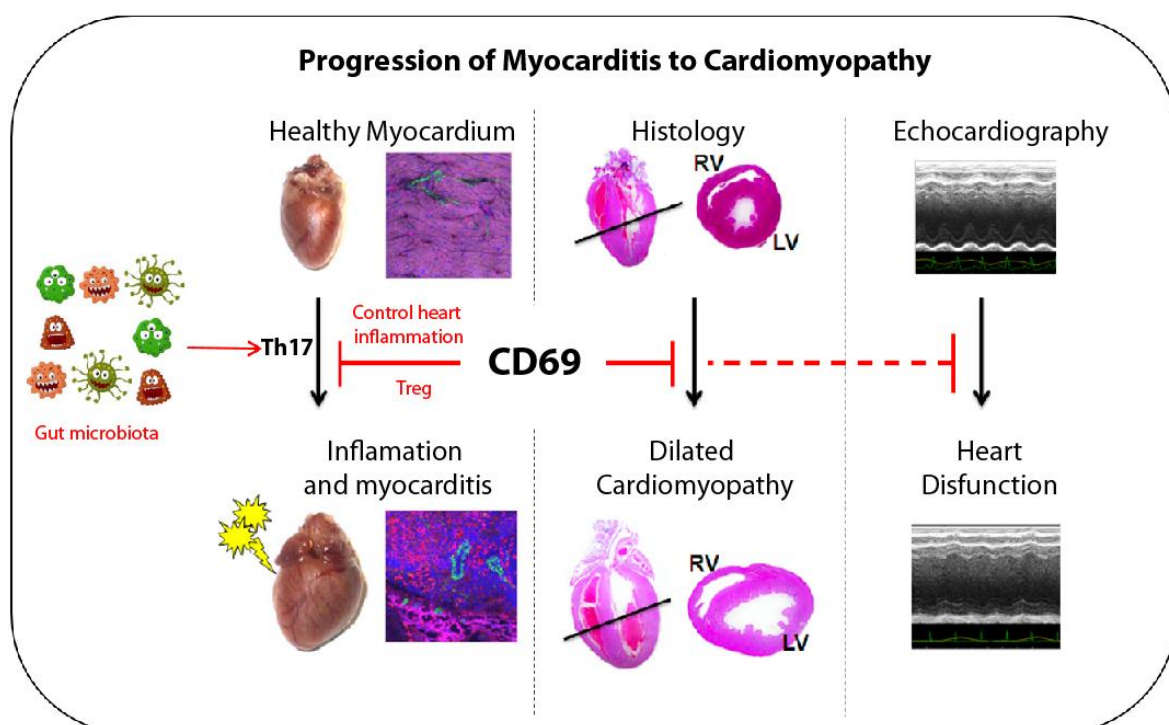 Progression of Myocarditis to Cardiomyopathy
Healthy Myocardium
Histology
Echocardiography
RV
LV
Control heart
inflammation
Th17
CD69
Treg
Gut microbiota
Inflamation
and myocarditis
Dilated
Cardiomyopathy
Heart
Disfunction
RV
LV